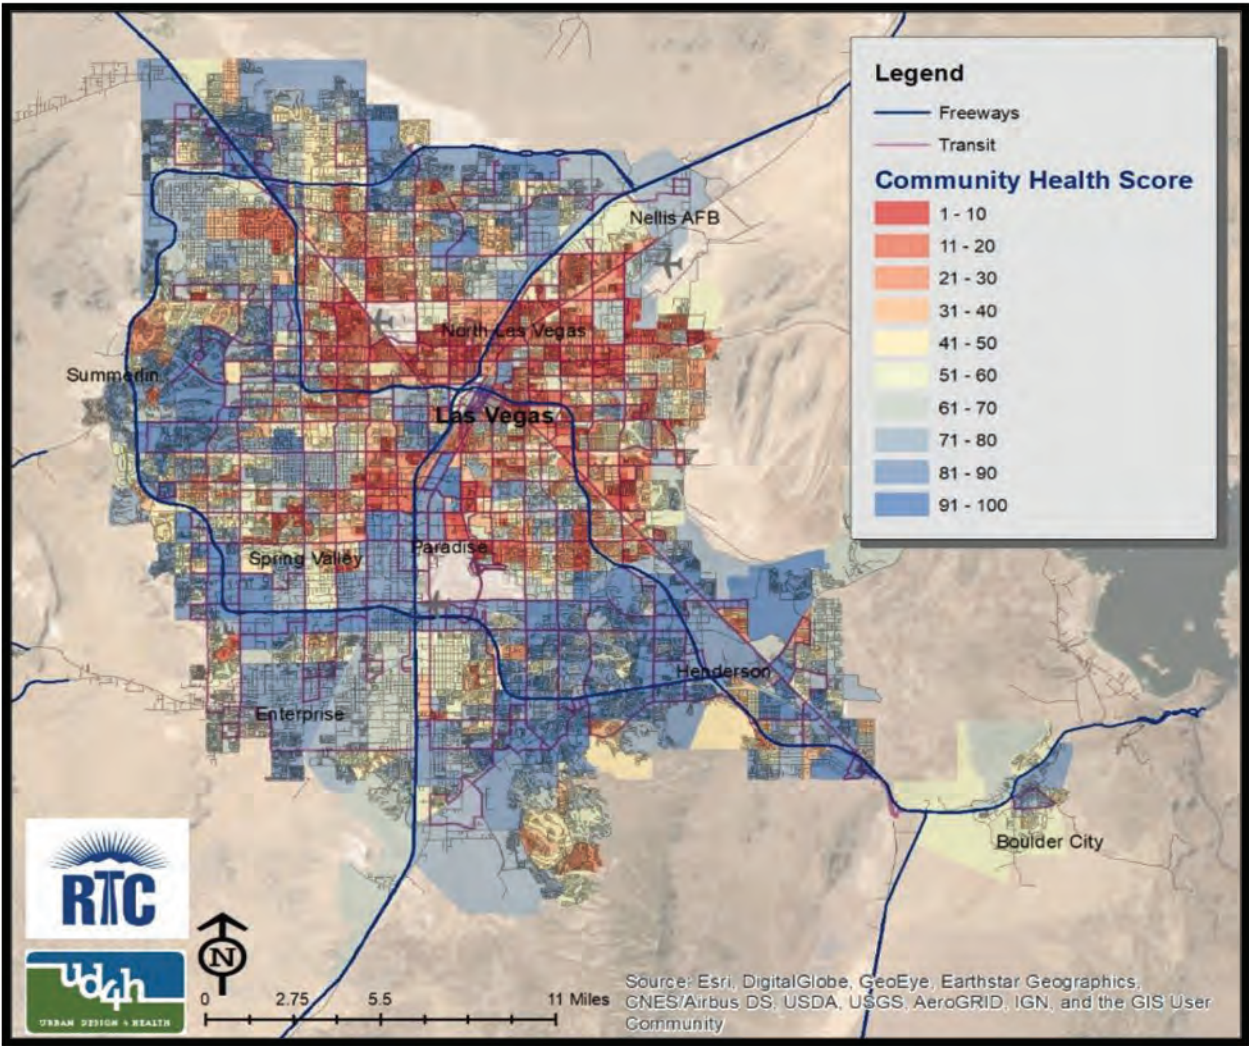 Legend
Freeways
Transit
Community Health Score
1 - 10
11 - 20
21 - 30
31 - 40
41 - 50
51 - 60
61 - 70
71 - 80
81 - 90
91 - 100
Nellis AFB
North Las Vegas
Summerlin
Las Vegas
Spring Valley
Paradise
Henderson
Enterprise
Boulder City
RTC
ud4h
URBAN DESIGN 4 HEALTH
N
0 2.75 5.5 11 Miles
Source: Esri, DigitalGlobe, GeoEye, Earthstar Geographics,
CNES/Airbus DS, USDA, USGS, AeroGRID, IGN, and the GIS User
Community